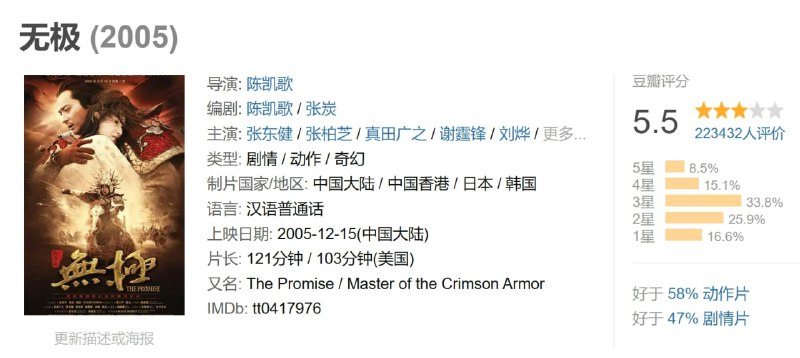 无极 (2005)
導演: 陈凯歌
编剧: 陈凯歌 / 张炭
主演: 张东健 / 张柏芝 / 真田广之 / 谢霆锋 / 刘烨 / 更多...
类型: 剧情 / 动作 / 奇幻
制片国家/地区: 中国大陆 / 中国香港 / 日本 / 韩国
语言: 汉语普通话
上映日期: 2005-12-15(中国大陆)
片长: 121分钟 / 103分钟(美国)
又名: The Promise / Master of the Crimson Armor
IMDb: tt0417976
無極
THE PROMISE
更新描述或海报
豆瓣评分
5.5
223432人评价
5星 8.5%
4星 15.1%
3星 33.8%
2星 25.9%
1星 16.6%
好于 58% 动作片
好于 47% 剧情片